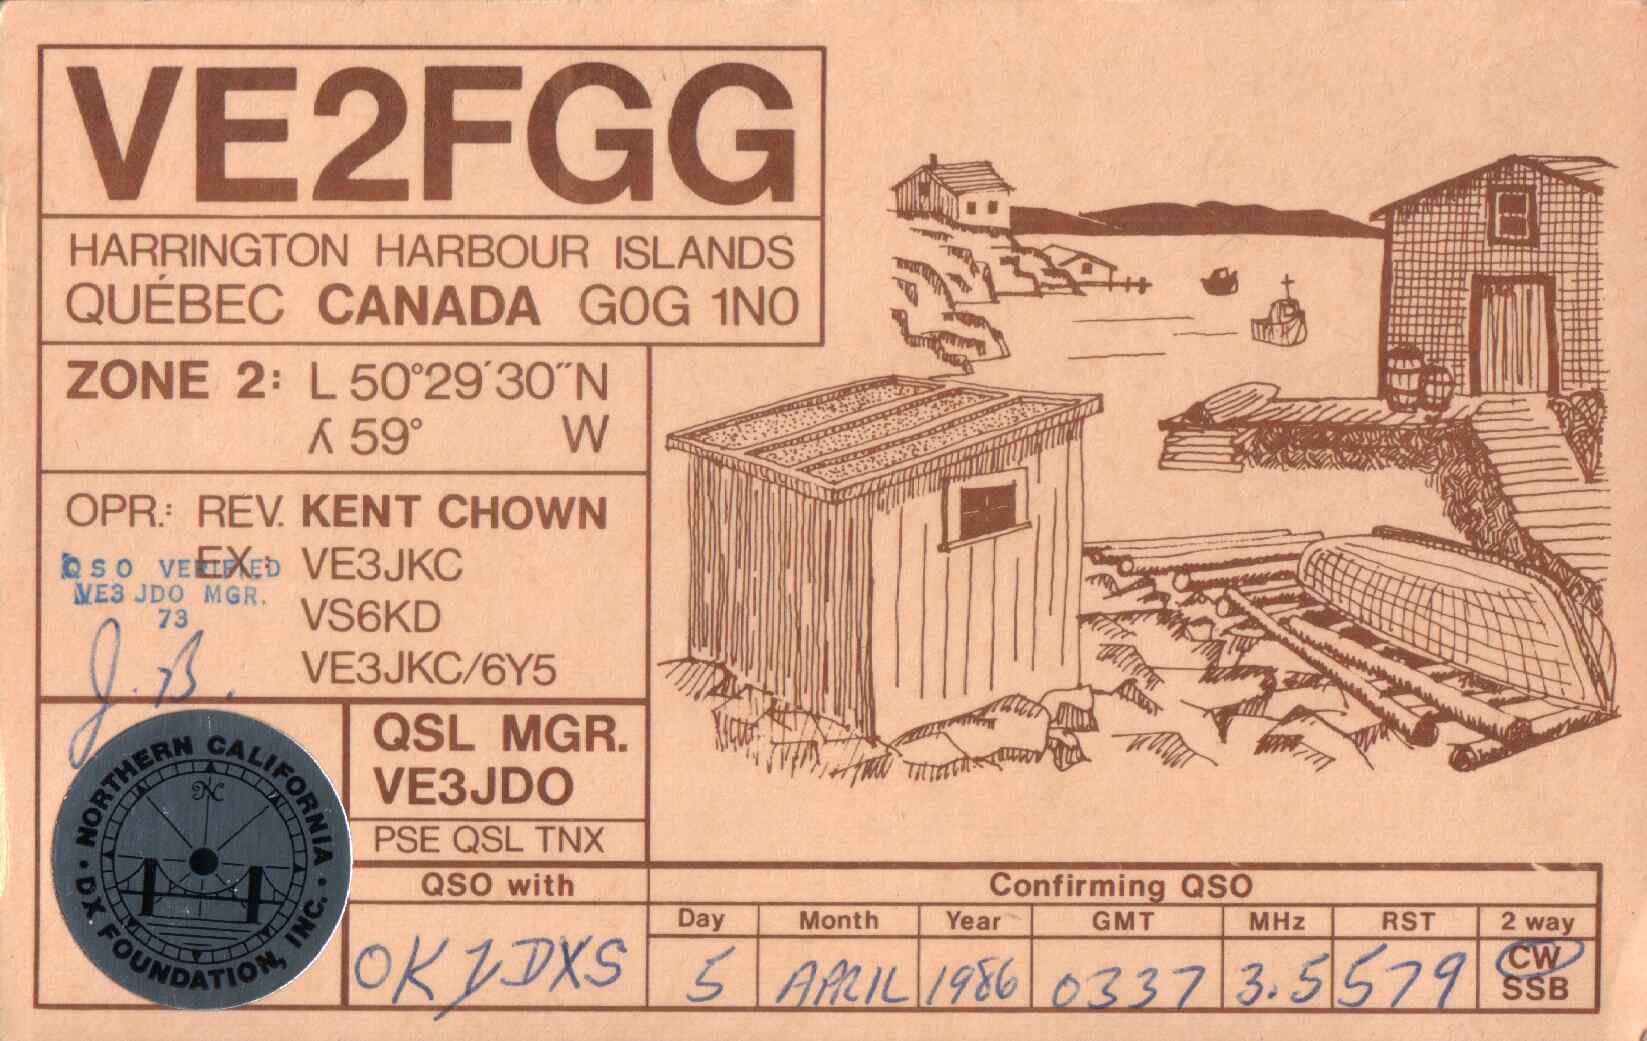 VE2FGG
HARRINGTON HARBOUR ISLANDS
QUÉBEC CANADA G0G 1N0
ZONE 2: L 50°29′30″N
ʎ 59° W
OPR.: REV. KENT CHOWN
EX: VE3JKC
VS6KD
VE3JKC/6Y5
QSO VERIFIED
VE3JDO MGR.
73
J.B.
NORTHERN CALIFORNIA
DX FOUNDATION, INC.
N
QSL MGR.
VE3JDO
PSE QSL TNX
QSO with
OK1DXS
Confirming QSO
Day Month Year GMT MHz RST 2 way
5 APRIL 1986 0337 3.5 579 CW
SSB